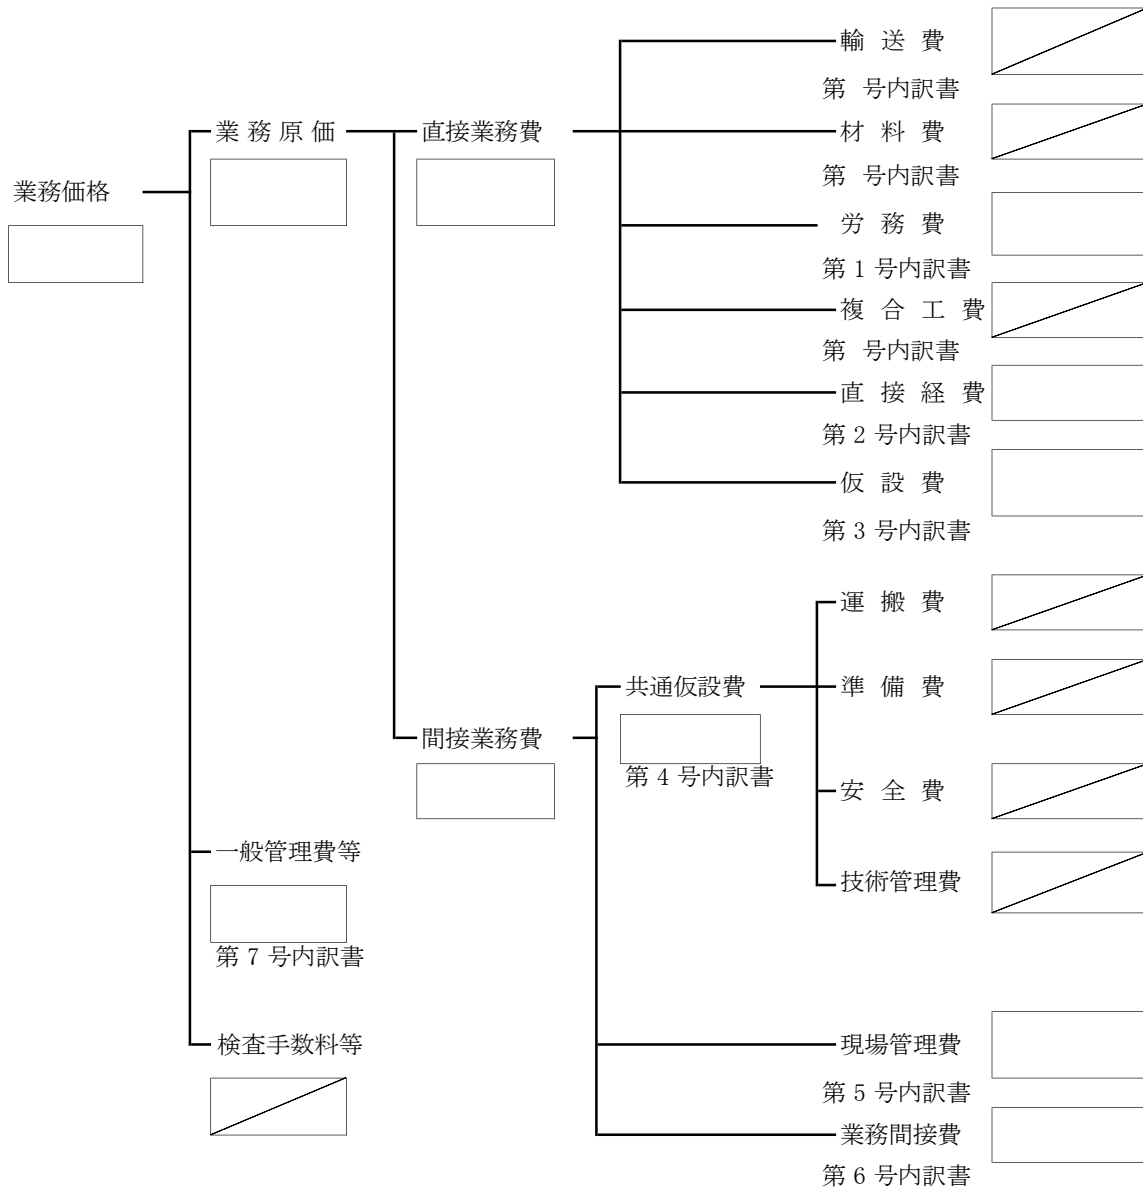 輸 送 費
第 号内訳書
業 務 原 価
直接業務費
材 料 費
第 号内訳書
業務価格
労 務 費
第 1 号内訳書
複 合 工 費
第 号内訳書
直 接 経 費
第 2 号内訳書
仮 設 費
第 3 号内訳書
運 搬 費
共通仮設費
準 備 費
間接業務費
第 4 号内訳書
安 全 費
一般管理費等
技術管理費
第 7 号内訳書
検査手数料等
現場管理費
第 5 号内訳書
業務間接費
第 6 号内訳書